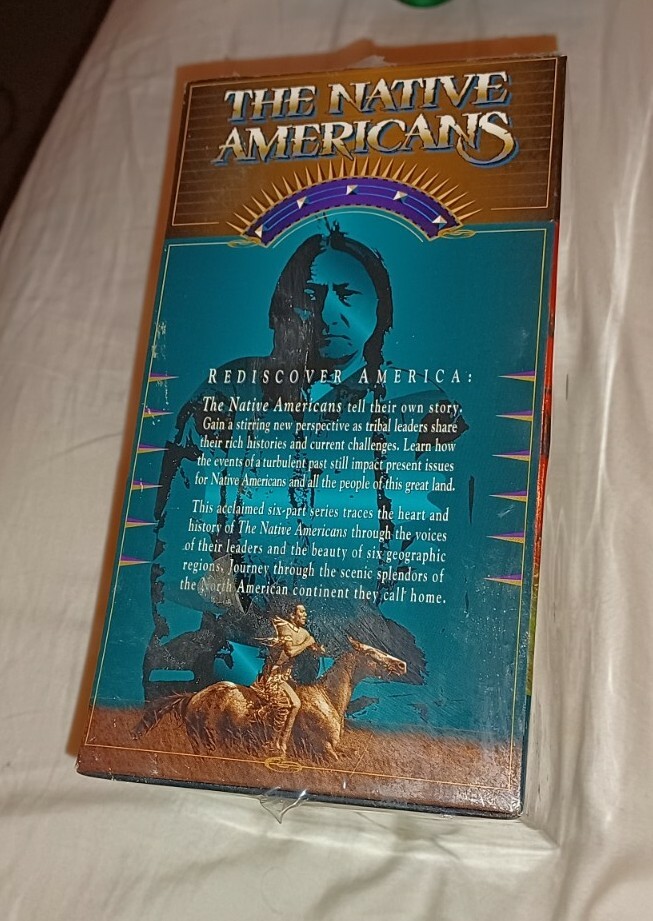 THE NATIVE
AMERICANS
REDISCOVER AMERICA:
The Native Americans tell their own story.
Gain a stirring new perspective as tribal leaders share
their rich histories and current challenges. Learn how
the events of a turbulent past still impact present issues
for Native Americans and all the people of this great land.
This acclaimed six-part series traces the heart and
history of The Native Americans through the voices
of their leaders and the beauty of six geographic
regions. Journey through the scenic splendors of
the North American continent they call home.